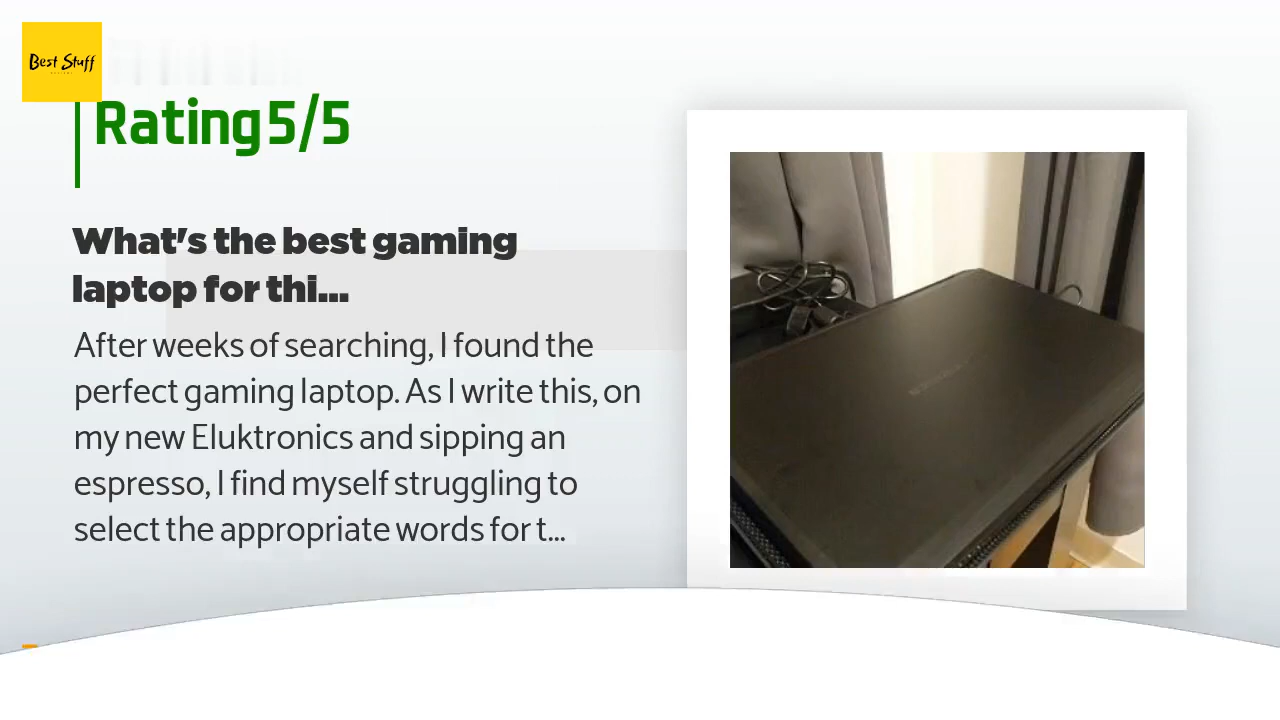 Best Stuff
Rating 5/5
What's the best gaming
laptop for thi...
After weeks of searching, I found the
perfect gaming laptop. As I write this, on
my new Eluktronics and sipping an
espresso, I find myself struggling to
select the appropriate words for t...